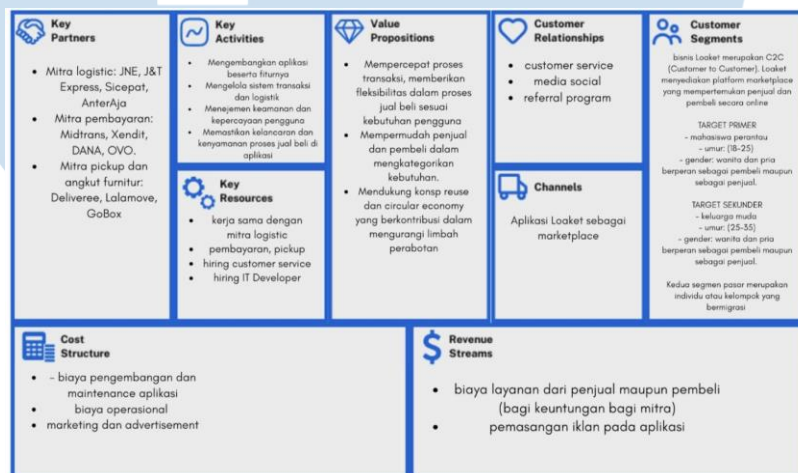 Key
Partners
• Mitra logistic: JNE, J&T
Express, Sicepat,
AnterAja
• Mitra pembayaran:
Midtrans, Xendit,
DANA, OVO.
• Mitra pickup dan
angkut furnitur:
Deliveree, Lalamove,
GoBox
Key
Activities
• Mengembangkan aplikasi
beserta fiturnya
• Mengelola sistem transaksi
dan logistik
• Menejemen keamanan dan
kepercayaan pengguna
• Memastikan kelancaran dan
kenyamanan proses jual beli di
aplikasi
Key
Resources
• kerja sama dengan
mitra logistic
• pembayaran, pickup
• hiring customer service
• hiring IT Developer
Value
Propositions
• Mempercepat proses
transaksi, memberikan
fleksibilitas dalam proses
jual beli sesuai
kebutuhan pengguna
• Mempermudah penjual
dan pembeli dalam
mengkategorikan
kebutuhan.
• Mendukung konsp reuse
dan circular economy
yang berkontribusi dalam
mengurangi limbah
perabotan
Customer
Relationships
• customer service
• media social
• referral program
Channels
Aplikasi Loaket sebagai
marketplace
Customer
Segments
bisnis Loaket merupakan C2C
(Customer to Customer). Loaket
menyediakan platform marketplace
yang mempertemukan penjual dan
pembeli secara online
TARGET PRIMER
- mahasiswa perantau
- umur: (18-25)
- gender: wanita dan pria
berperan sebagai pembeli maupun
sebagai penjual.
TARGET SEKUNDER
- keluarga muda
- umur: (25-35)
- gender: wanita dan pria
berperan sebagai pembeli maupun
sebagai penjual.
Kedua segmen pasar merupakan
individu atau kelompok yang
bermigrasi
Cost
Structure
• - biaya pengembangan dan
maintenance aplikasi
• biaya operasional
• marketing dan advertisement
Revenue
Streams
• biaya layanan dari penjual maupun pembeli
(bagi keuntungan bagi mitra)
• pemasangan iklan pada aplikasi